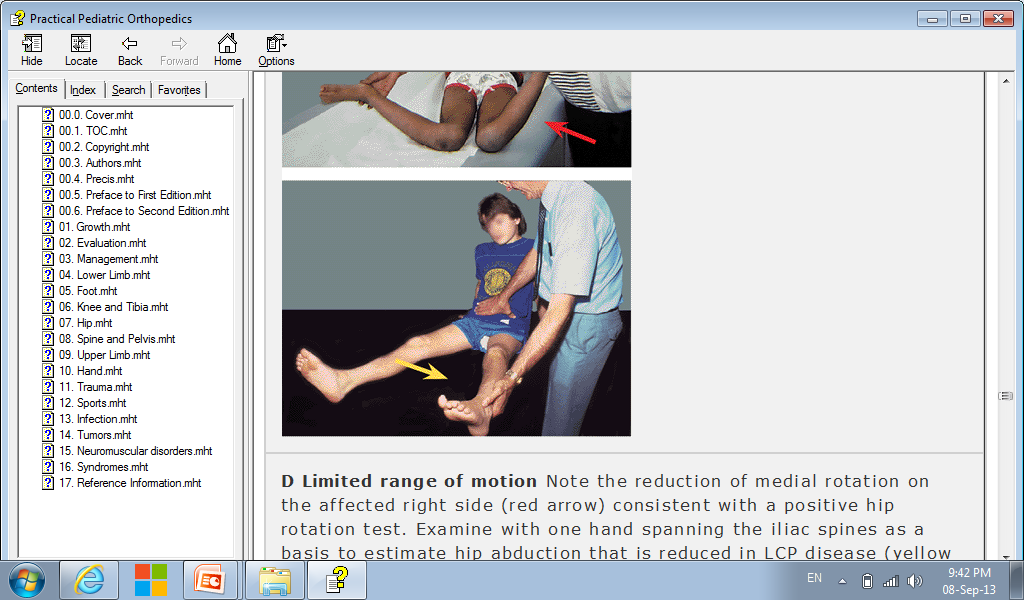 Practical Pediatric Orthopedics
Hide Locate Back Forward Home Options
Contents Index Search Favorites
00.0. Cover.mht
00.1. TOC.mht
00.2. Copyright.mht
00.3. Authors.mht
00.4. Precis.mht
00.5. Preface to First Edition.mht
00.6. Preface to Second Edition.mht
01. Growth.mht
02. Evaluation.mht
03. Management.mht
04. Lower Limb.mht
05. Foot.mht
06. Knee and Tibia.mht
07. Hip.mht
08. Spine and Pelvis.mht
09. Upper Limb.mht
10. Hand.mht
11. Trauma.mht
12. Sports.mht
13. Infection.mht
14. Tumors.mht
15. Neuromuscular disorders.mht
16. Syndromes.mht
17. Reference Information.mht
D Limited range of motion Note the reduction of medial rotation on
the affected right side (red arrow) consistent with a positive hip
rotation test. Examine with one hand spanning the iliac spines as a
basis to estimate hip abduction that is reduced in LCP disease (yellow
EN
9:42 PM
08-Sep-13